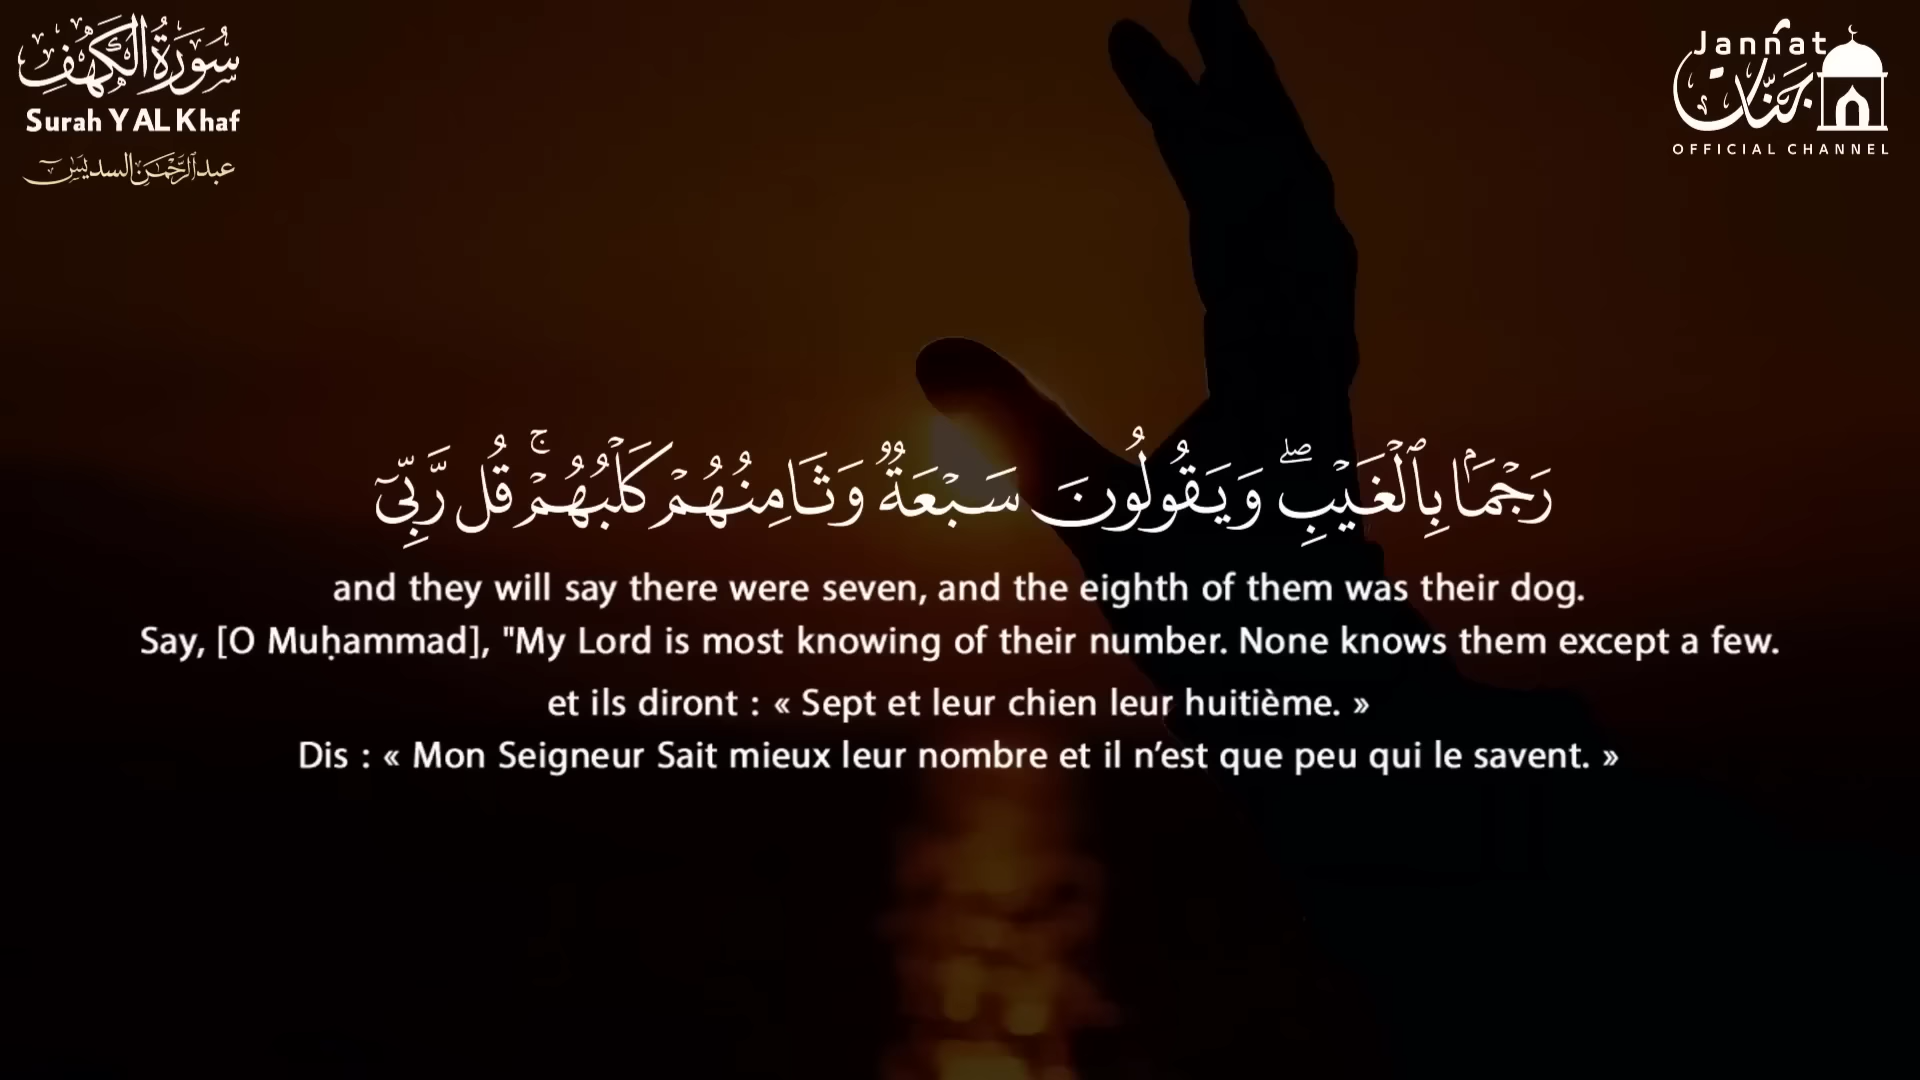 سُورَةُ الْكَهْفِ
Surah Y AL Khaf
عبد الرحمن السديس
Jannat
جَنَّات
OFFICIAL CHANNEL
رَجْمًۢا بِٱلْغَيْبِ ۖ وَيَقُولُونَ سَبْعَةٌ وَثَامِنُهُمْ كَلْبُهُمْ ۚ قُل رَّبِّىٓ
and they will say there were seven, and the eighth of them was their dog.
Say, [O Muḥammad], "My Lord is most knowing of their number. None knows them except a few.
et ils diront : « Sept et leur chien leur huitième. »
Dis : « Mon Seigneur Sait mieux leur nombre et il n’est que peu qui le savent. »